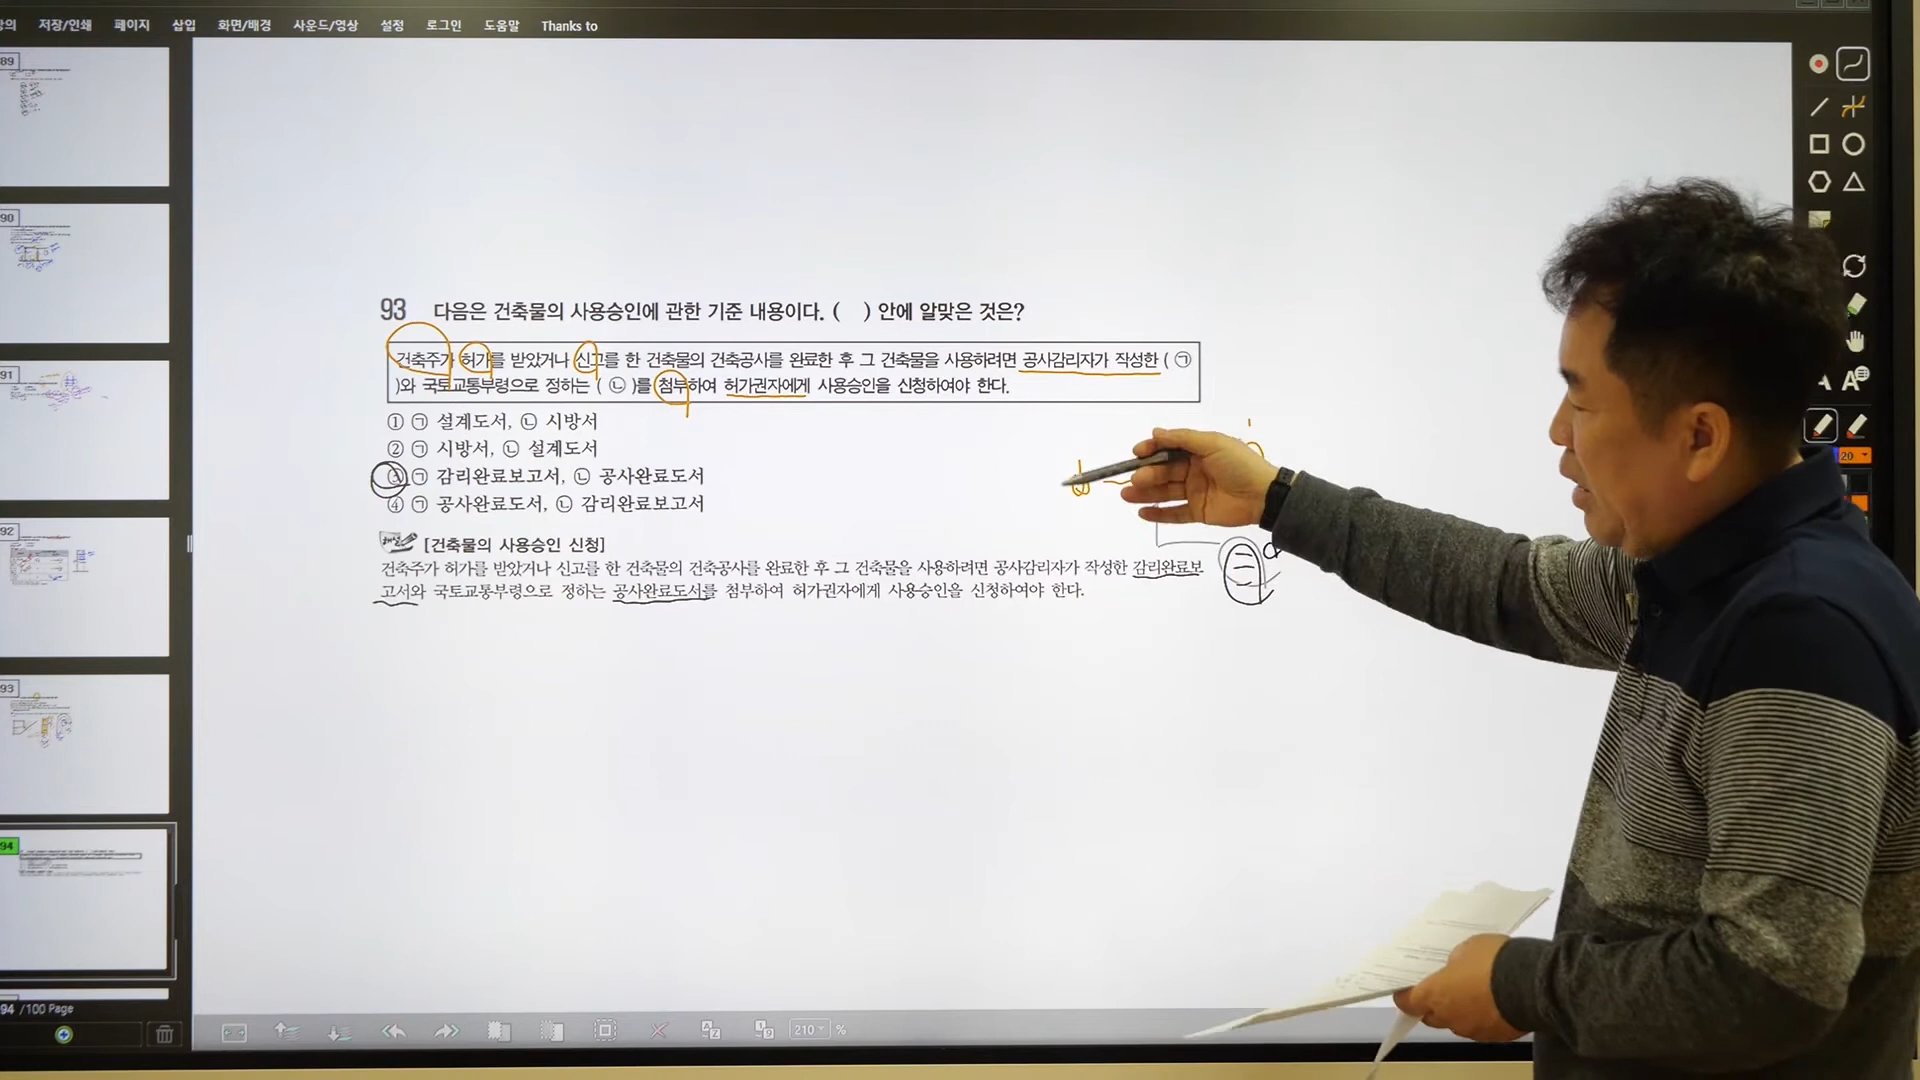 저장/인쇄 페이지 삽입 화면/배경 사운드/영상 설정 로그인 도움말 Thanks to
89
90
91
92
93
94
94 /100 Page
93 다음은 건축물의 사용승인에 관한 기준 내용이다. ( ) 안에 알맞은 것은?
건축주가 허가를 받았거나 신고를 한 건축물의 건축공사를 완료한 후 그 건축물을 사용하려면 공사감리자가 작성한 ( ㉠
)와 국토교통부령으로 정하는 ( ㉡ )를 첨부하여 허가권자에게 사용승인을 신청하여야 한다.
① ㉠ 설계도서, ㉡ 시방서
② ㉠ 시방서, ㉡ 설계도서
③ ㉠ 감리완료보고서, ㉡ 공사완료도서
④ ㉠ 공사완료도서, ㉡ 감리완료보고서
해설 [건축물의 사용승인 신청]
건축주가 허가를 받았거나 신고를 한 건축물의 건축공사를 완료한 후 그 건축물을 사용하려면 공사감리자가 작성한 감리완료보
고서와 국토교통부령으로 정하는 공사완료도서를 첨부하여 허가권자에게 사용승인을 신청하여야 한다.
20
210 %